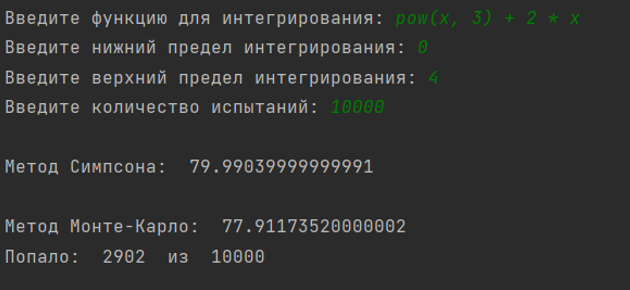 Введите функцию для интегрирования: pow(x, 3) + 2 * x
Введите нижний предел интегрирования: 0
Введите верхний предел интегрирования: 4
Введите количество испытаний: 10000
Метод Симпсона:  79.99039999999991
Метод Монте-Карло:  77.91173520000002
Попало:  2902  из  10000